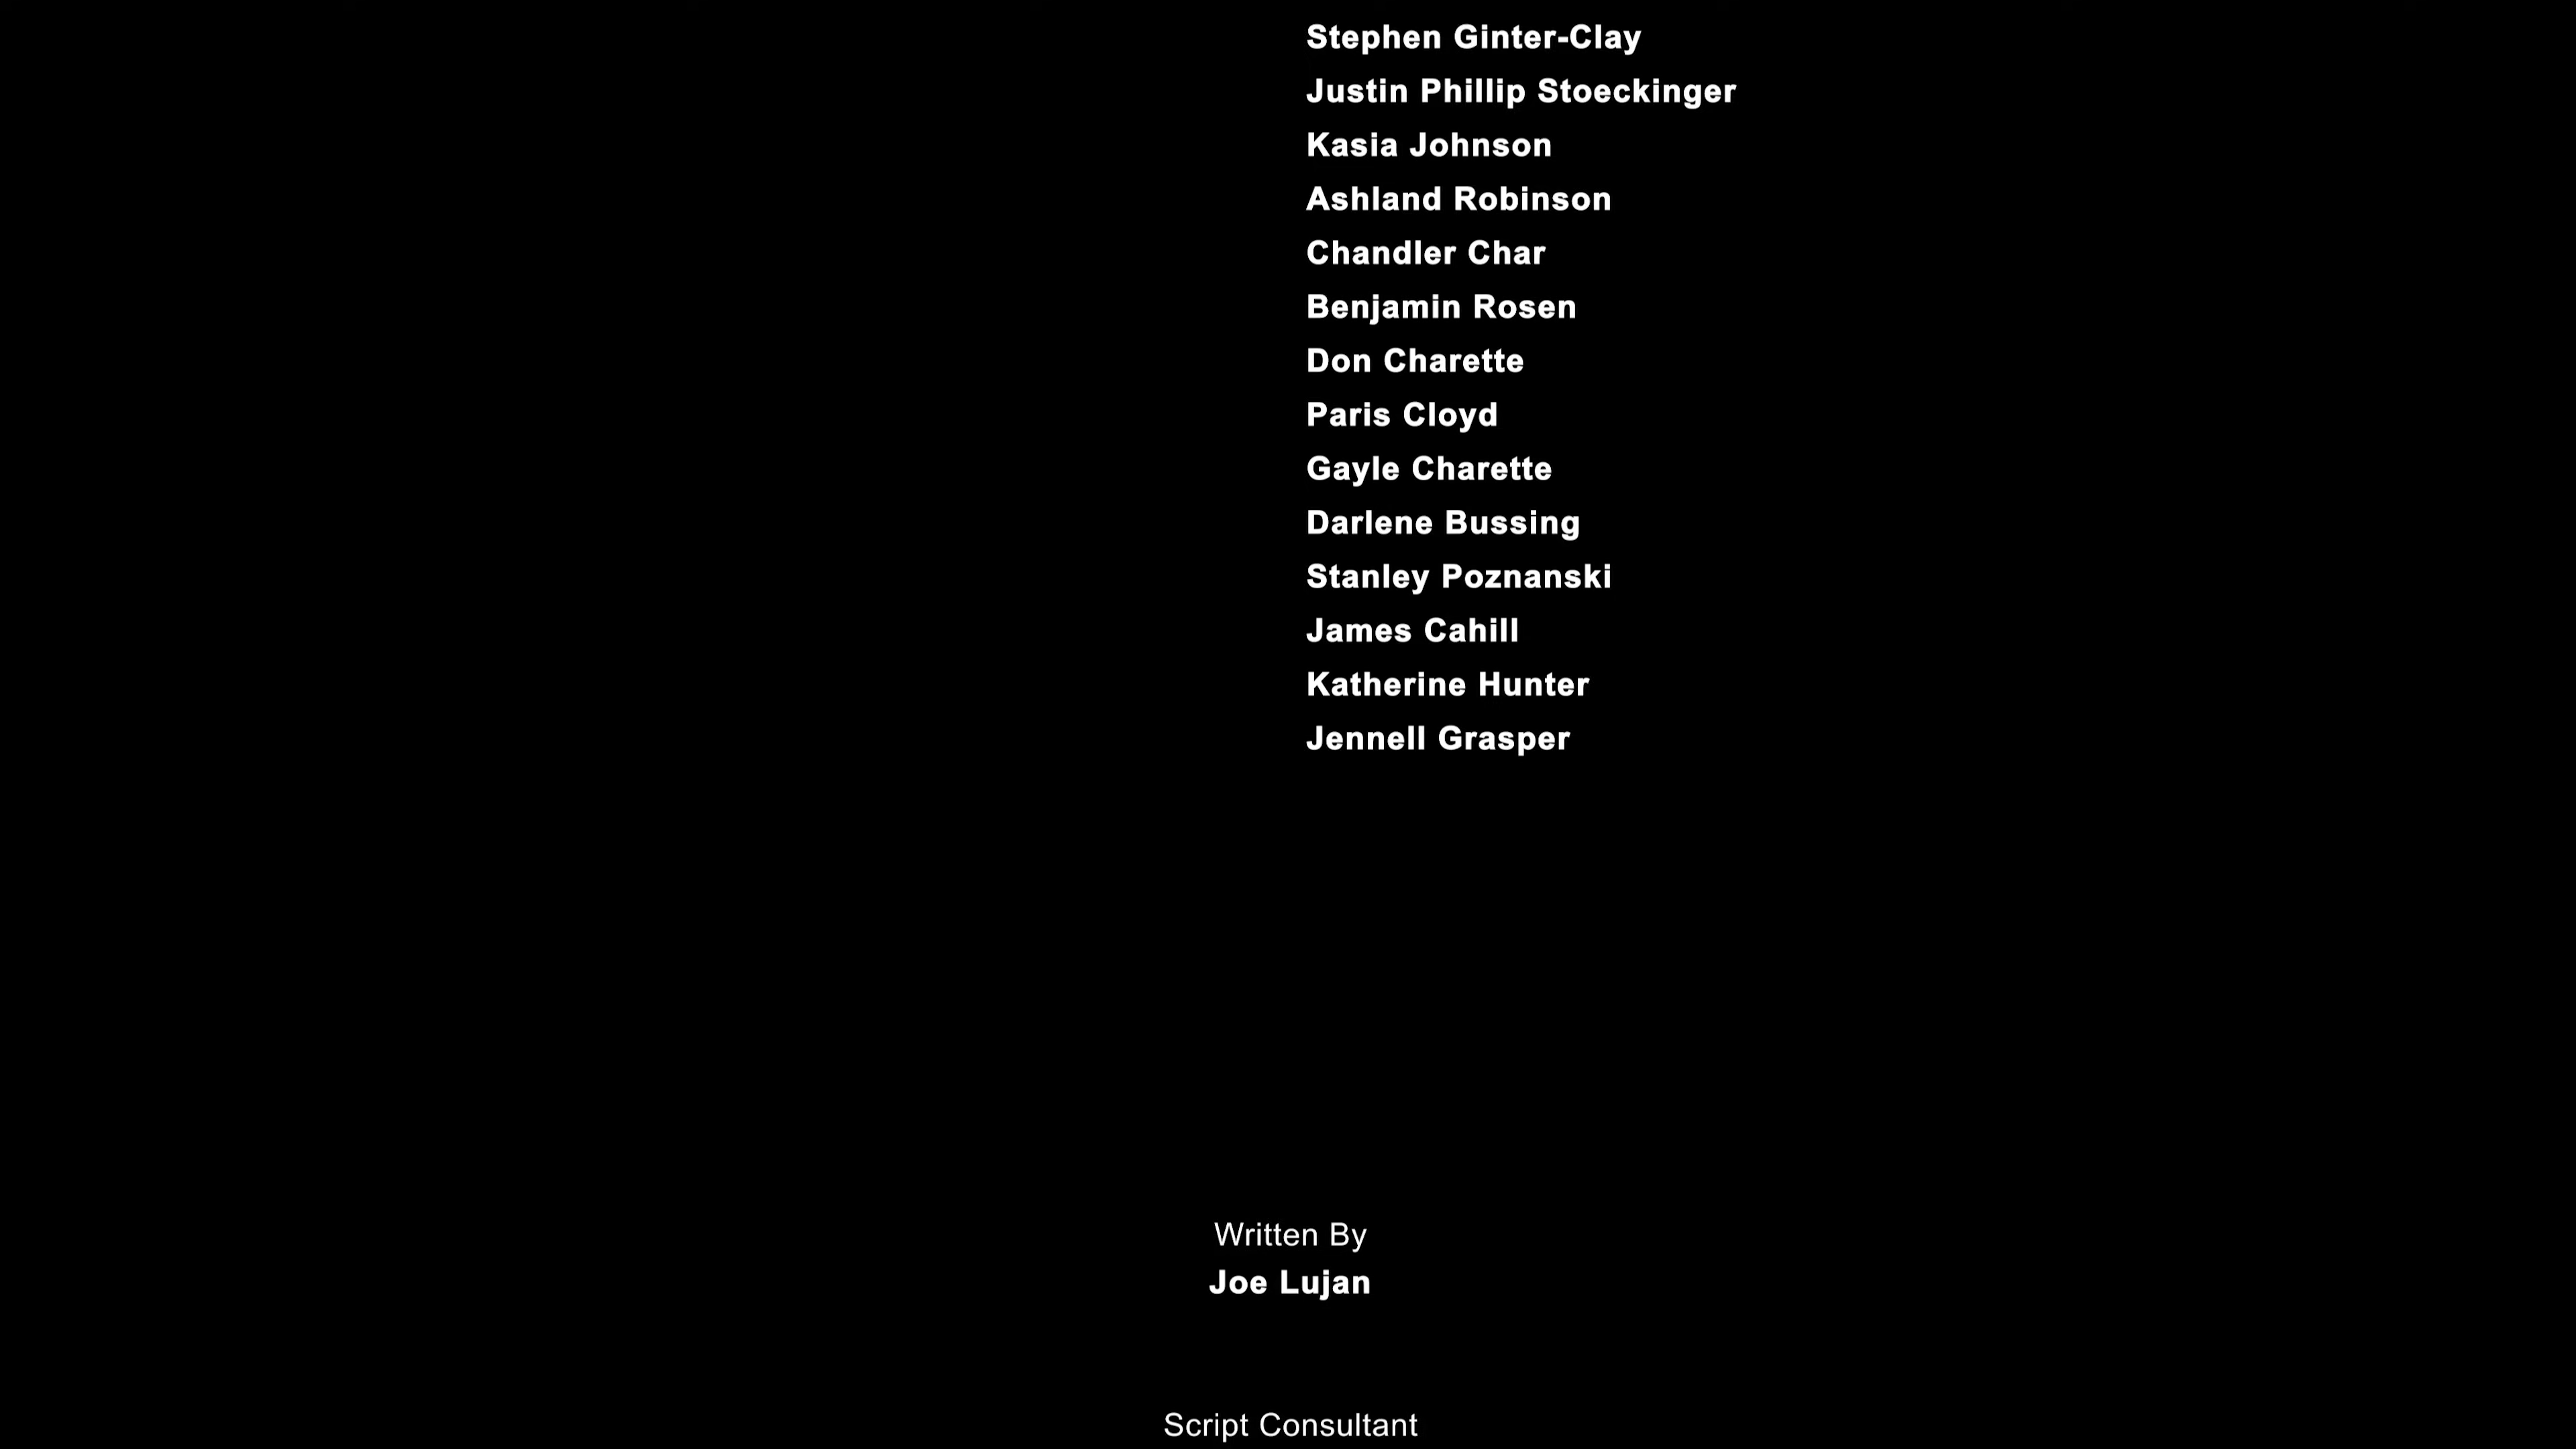 Stephen Ginter-Clay
Justin Phillip Stoeckinger
Kasia Johnson
Ashland Robinson
Chandler Char
Benjamin Rosen
Don Charette
Paris Cloyd
Gayle Charette
Darlene Bussing
Stanley Poznanski
James Cahill
Katherine Hunter
Jennell Grasper
Written By
Joe Lujan
Script Consultant